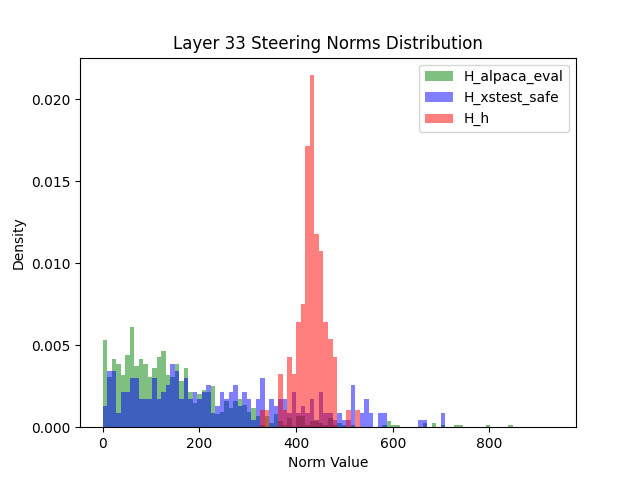 Layer 33 Steering Norms Distribution
H_alpaca_eval
H_xstest_safe
H_h
Density
0.020
0.015
0.010
0.005
0.000
0
200
400
600
800
Norm Value